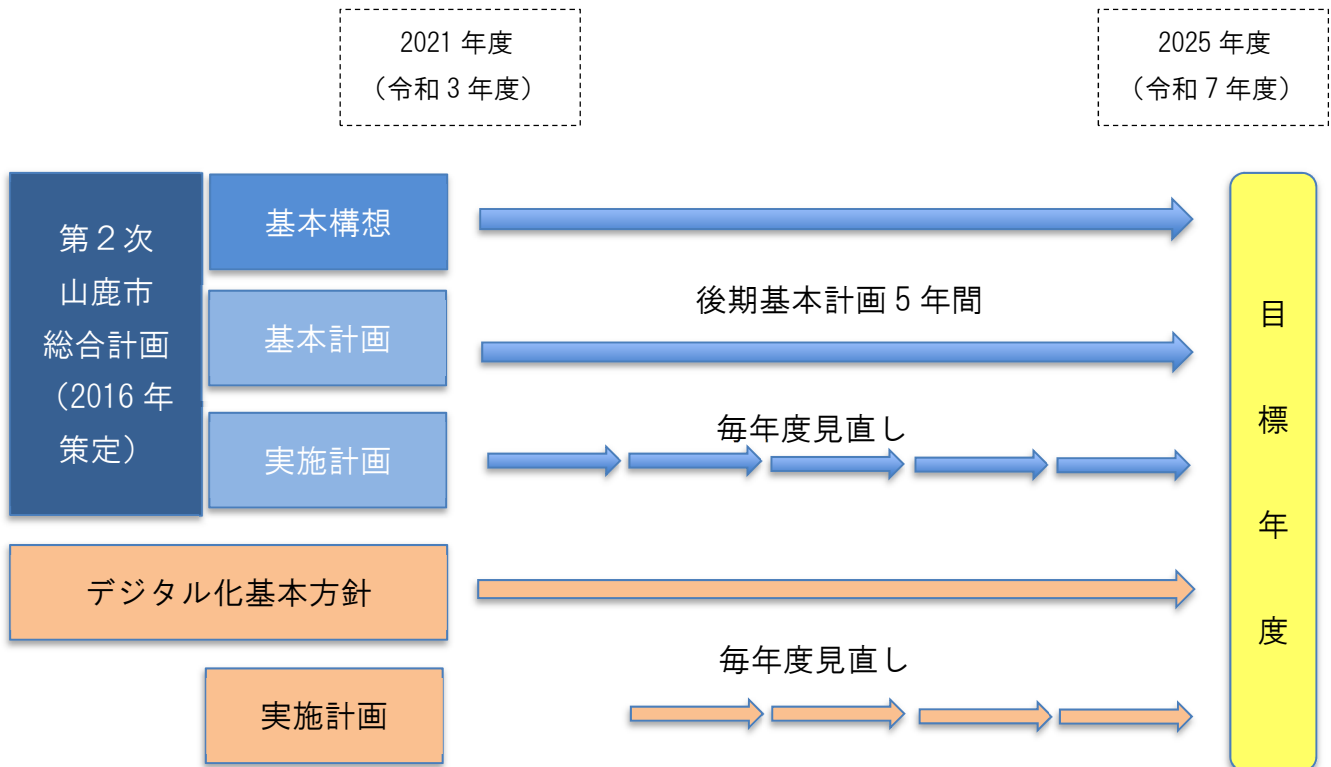 2021 年度
（令和 3 年度）
2025 年度
（令和 7 年度）
第２次
山鹿市
総合計画
（2016 年
策定）
基本構想
基本計画
後期基本計画 5 年間
実施計画
毎年度見直し
デジタル化基本方針
実施計画
毎年度見直し
目
標
年
度